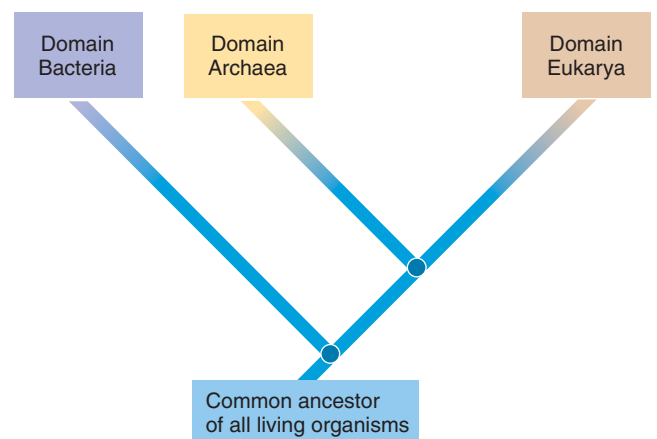 Domain
Bacteria
Domain
Archaea
Domain
Eukarya
Common ancestor
of all living organisms